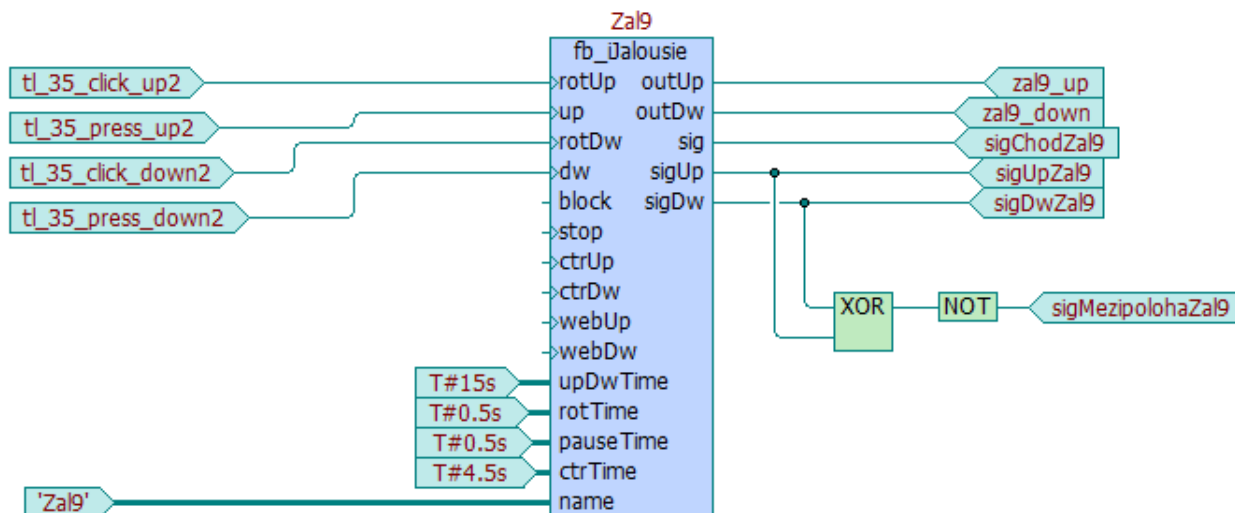 Zal9
fb_iJalousie
tl_35_click_up2 rotUp outUp zal9_up
tl_35_press_up2 up outDw zal9_down
tl_35_click_down2 rotDw sig sigChodZal9
tl_35_press_down2 dw sigUp sigUpZal9
block sigDw sigDwZal9
stop
ctrUp
ctrDw
webUp XOR NOT sigMezipolohaZal9
webDw
T#15s upDwTime
T#0.5s rotTime
T#0.5s pauseTime
T#4.5s ctrTime
'Zal9' name